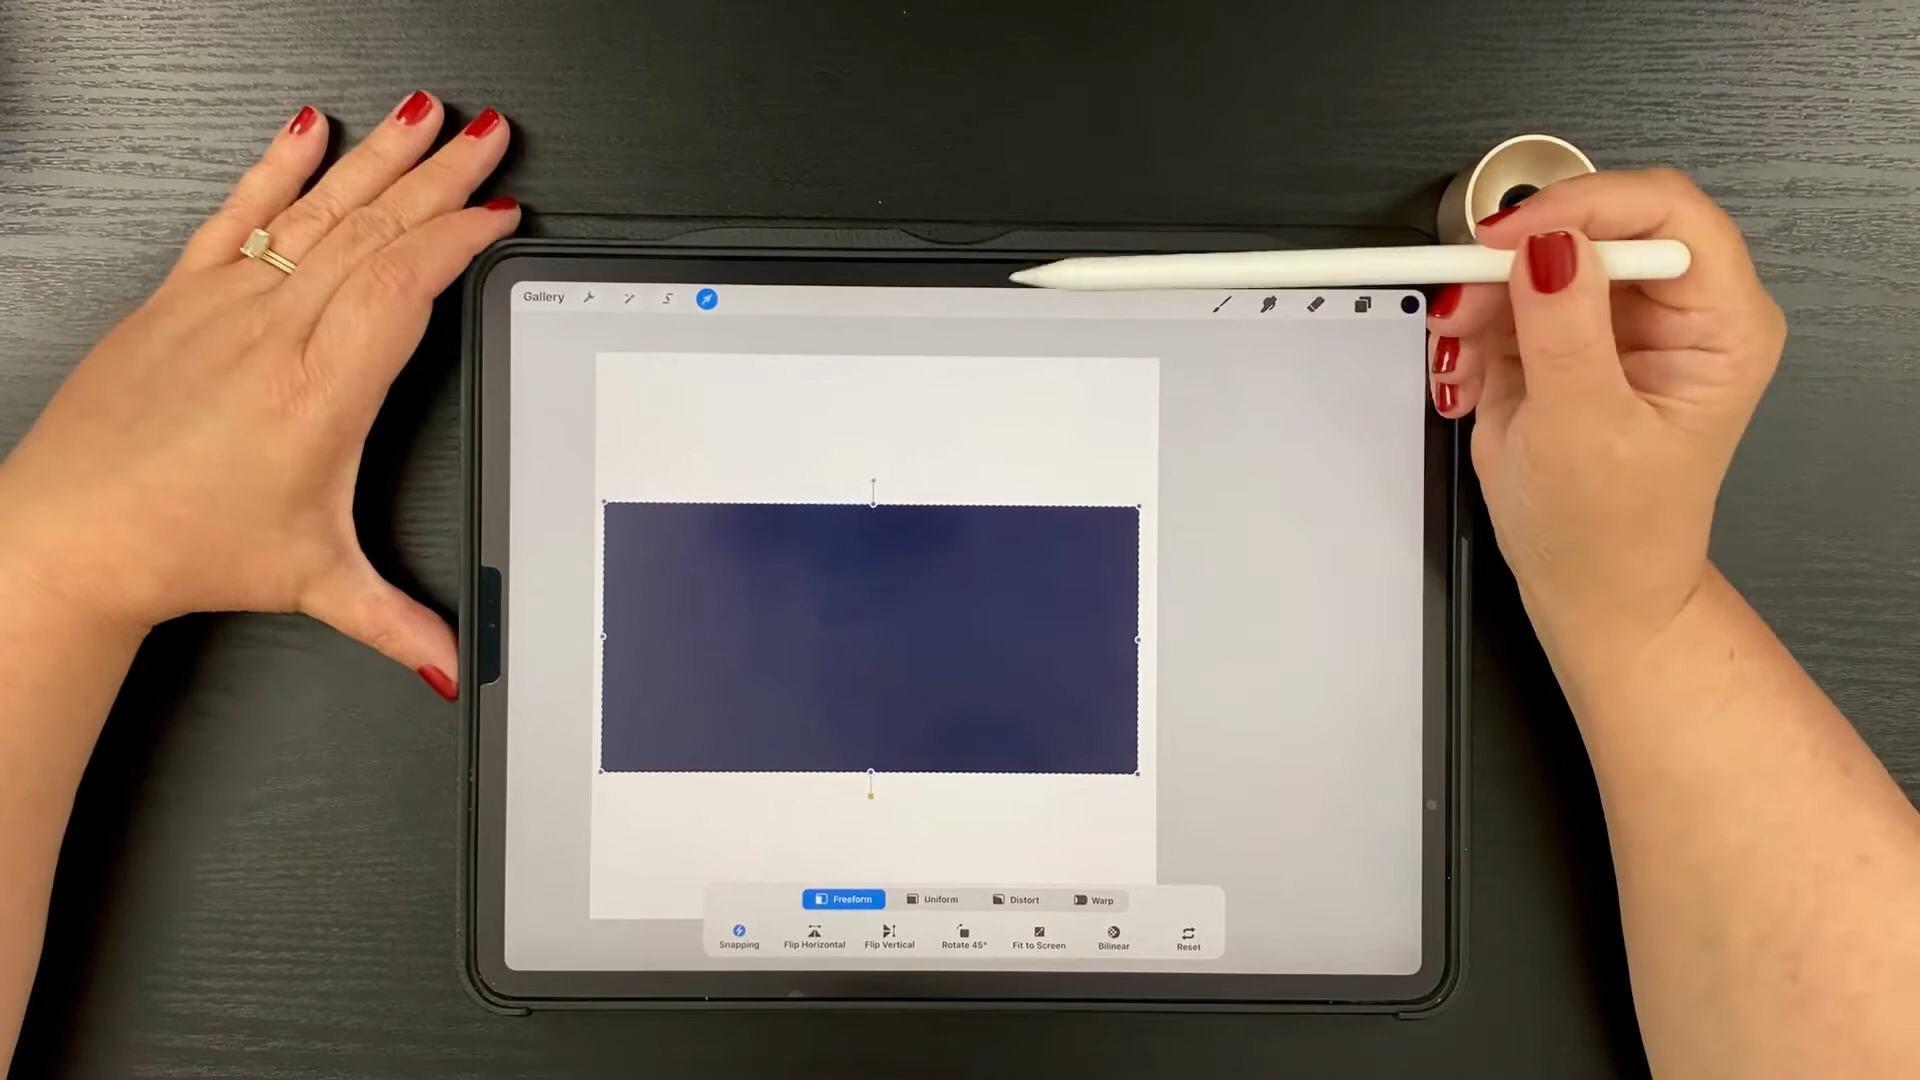 Gallery
Freeform Uniform Distort Warp
Snapping Flip Horizontal Flip Vertical Rotate 45° Fit to Screen Bilinear Reset